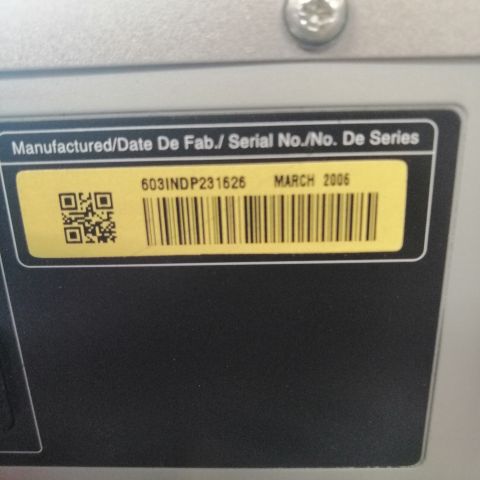 Manufactured/Date De Fab./ Serial No./No. De Series
603INDP231626 MARCH 2006